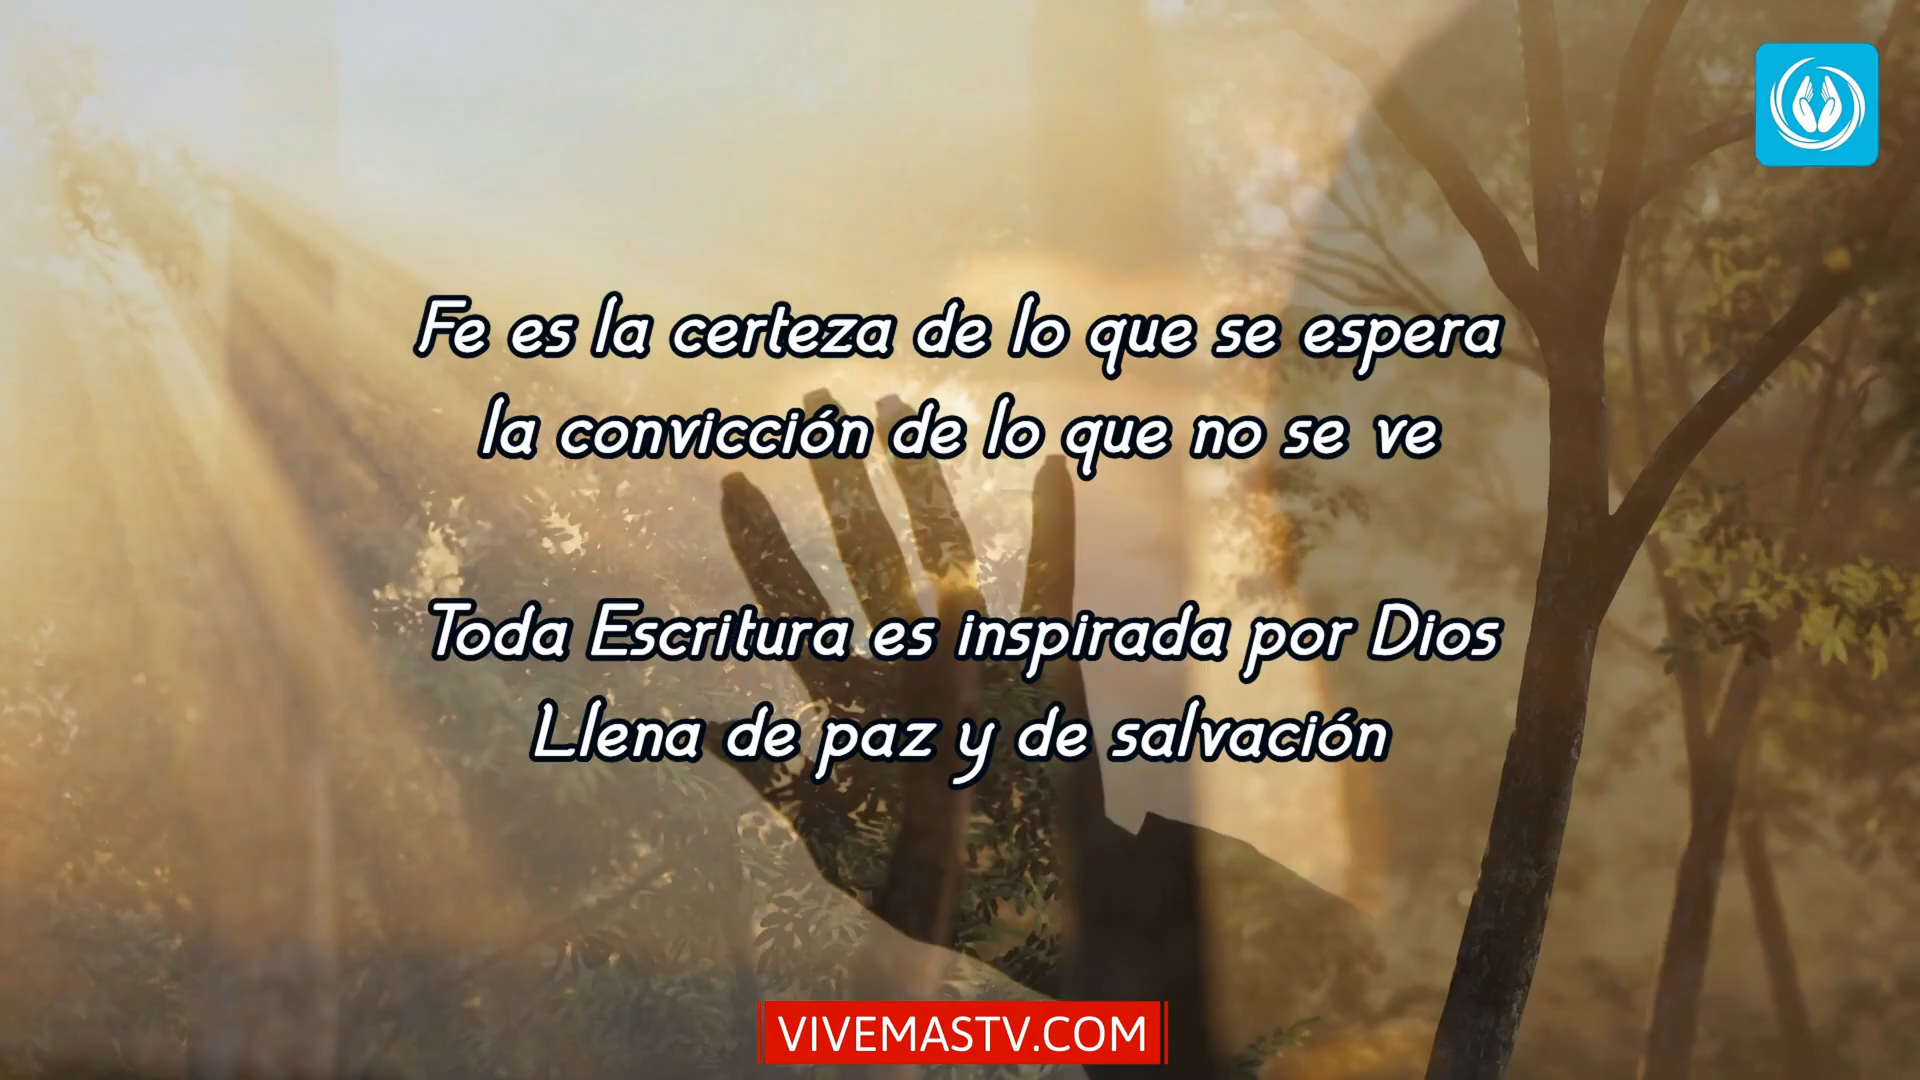 Fe es la certeza de lo que se espera
la convicción de lo que no se ve
Toda Escritura es inspirada por Dios
Llena de paz y de salvación
VIVEMASTV.COM